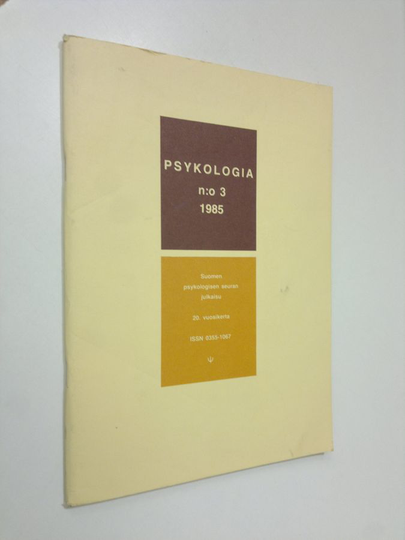 PSYKOLOGIA
n:o 3
1985
Suomen
psykologisen seuran
julkaisu
20. vuosikerta
ISSN 0355-1067
Ψ